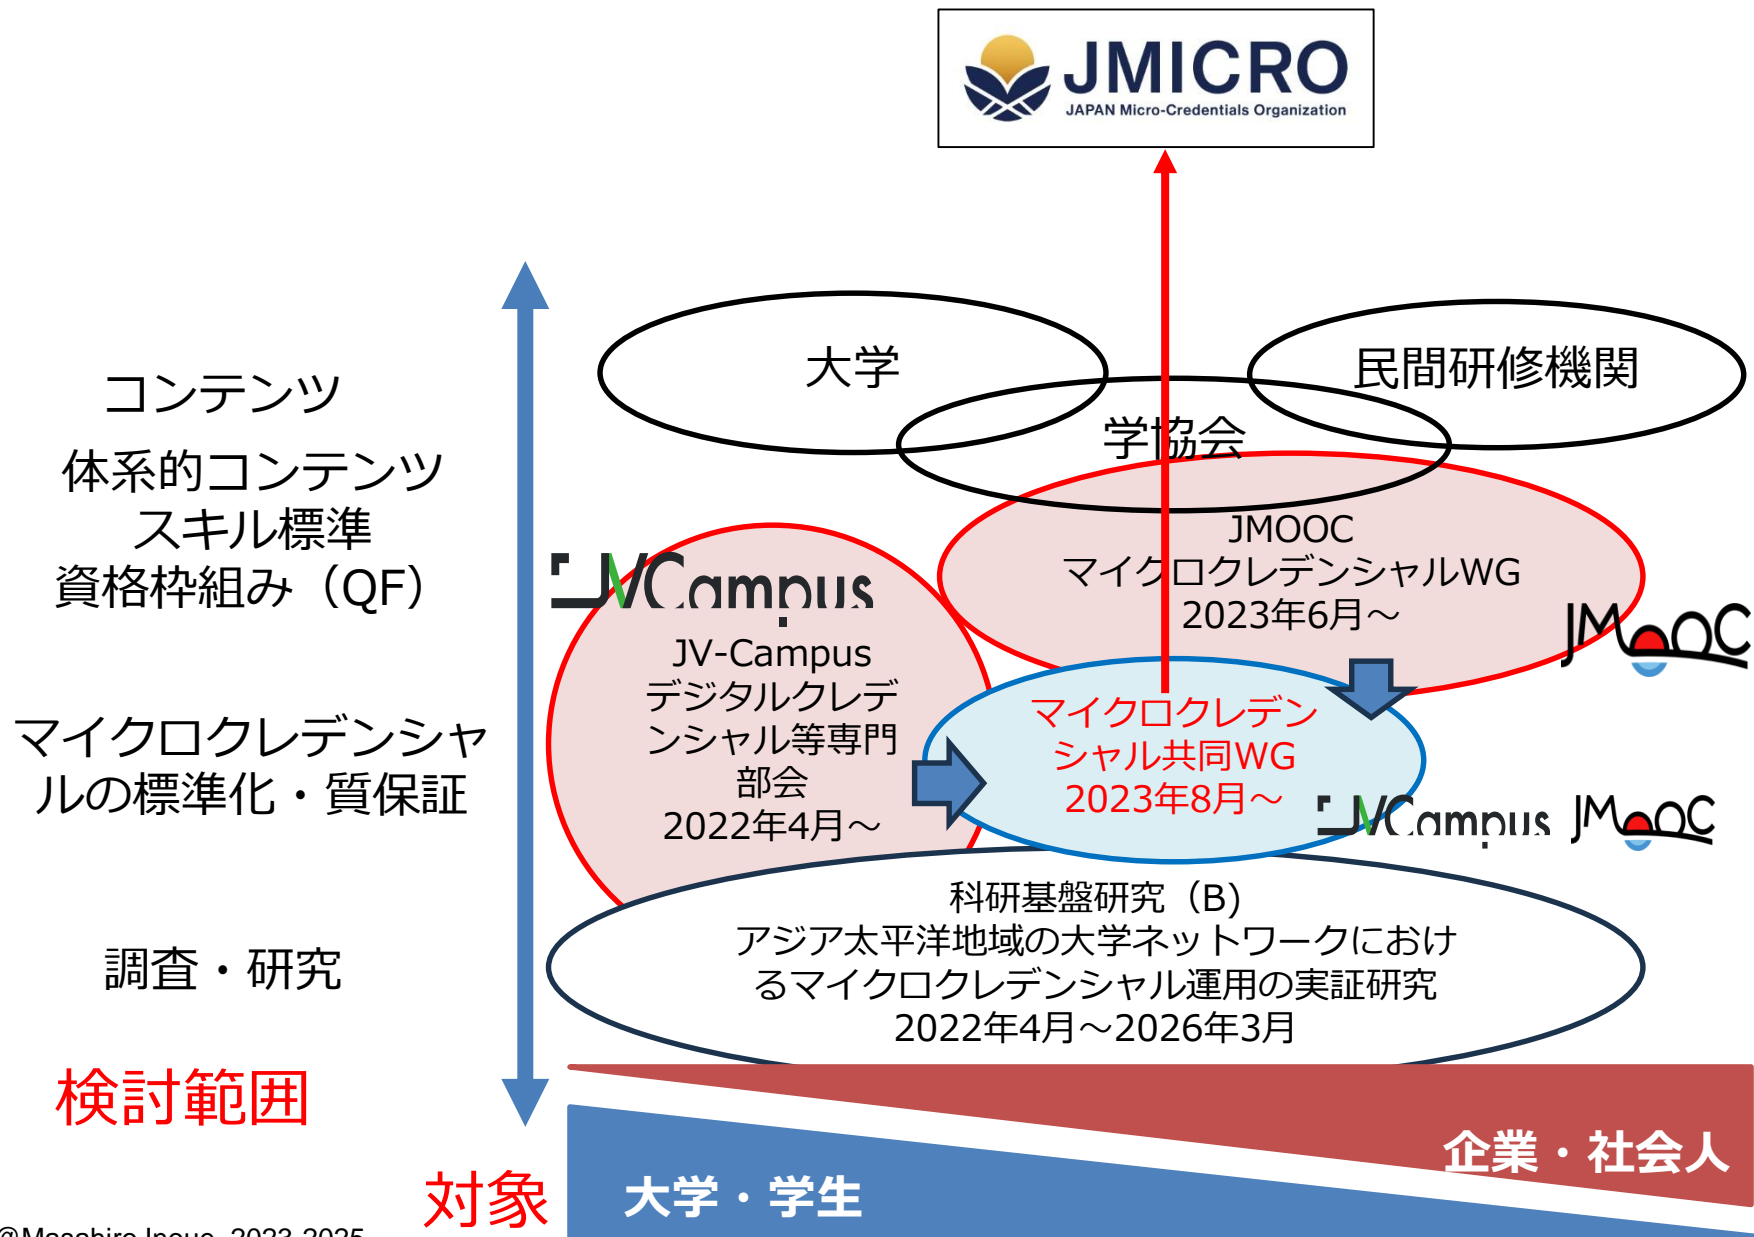 JMICRO
JAPAN Micro-Credentials Organization
大学
民間研修機関
学協会
コンテンツ
体系的コンテンツ
スキル標準
資格枠組み（QF）
JMOOC
マイクロクレデンシャルWG
2023年6月～
JMOOC
JVCampus
JV-Campus
デジタルクレデ
ンシャル等専門
部会
2022年4月～
マイクロクレデンシャ
ルの標準化・質保証
マイクロクレデン
シャル共同WG
2023年8月～
JVCampus JMOOC
調査・研究
科研基盤研究（B）
アジア太平洋地域の大学ネットワークにおけ
るマイクロクレデンシャル運用の実証研究
2022年4月～2026年3月
検討範囲
企業・社会人
対象
大学・学生
@Masahiro Inoue, 2023-2025